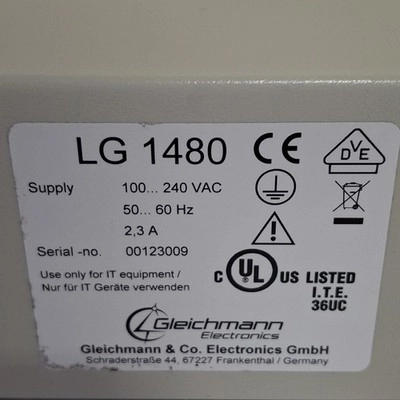 LG 1480 CE
DVE
Supply 100... 240 VAC
50... 60 Hz
2,3 A
Serial -no. 00123009
Use only for IT equipment /
Nur für IT Geräte verwenden
C UL US LISTED
I.T.E.
36UC
Gleichmann
Electronics
Gleichmann & Co. Electronics GmbH
Schraderstraße 44, 67227 Frankenthal / Germany